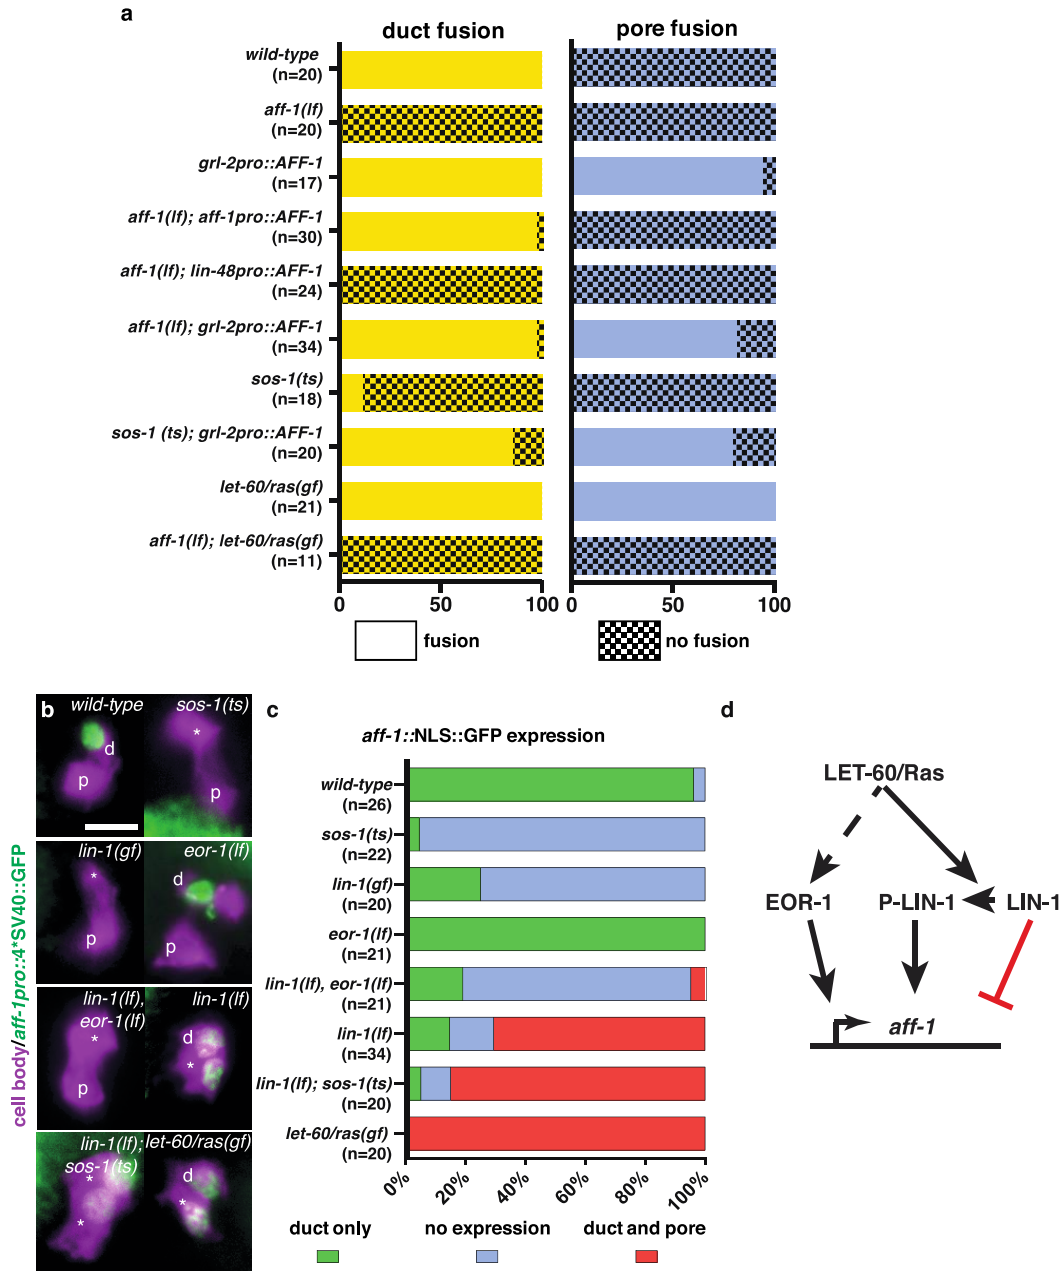 a
duct fusion
pore fusion
wild-type
(n=20)
aff-1(lf)
(n=20)
grl-2pro::AFF-1
(n=17)
aff-1(lf); aff-1pro::AFF-1
(n=30)
aff-1(lf); lin-48pro::AFF-1
(n=24)
aff-1(lf); grl-2pro::AFF-1
(n=34)
sos-1(ts)
(n=18)
sos-1 (ts); grl-2pro::AFF-1
(n=20)
let-60/ras(gf)
(n=21)
aff-1(lf); let-60/ras(gf)
(n=11)
0 50 100
0 50 100
fusion
no fusion
b
cell body/aff-1pro::4*SV40::GFP
wild-type
d
p
sos-1(ts)
*
p
lin-1(gf)
*
p
eor-1(lf)
d
p
lin-1(lf),
eor-1(lf)
*
p
lin-1(lf)
d
*
lin-1(lf);
sos-1(ts)
*
*
let-60/ras(gf)
d
*
c
aff-1::NLS::GFP expression
wild-type
(n=26)
sos-1(ts)
(n=22)
lin-1(gf)
(n=20)
eor-1(lf)
(n=21)
lin-1(lf), eor-1(lf)
(n=21)
lin-1(lf)
(n=34)
lin-1(lf); sos-1(ts)
(n=20)
let-60/ras(gf)
(n=20)
0% 20% 40% 60% 80% 100%
duct only
no expression
duct and pore
d
LET-60/Ras
EOR-1
P-LIN-1
LIN-1
aff-1